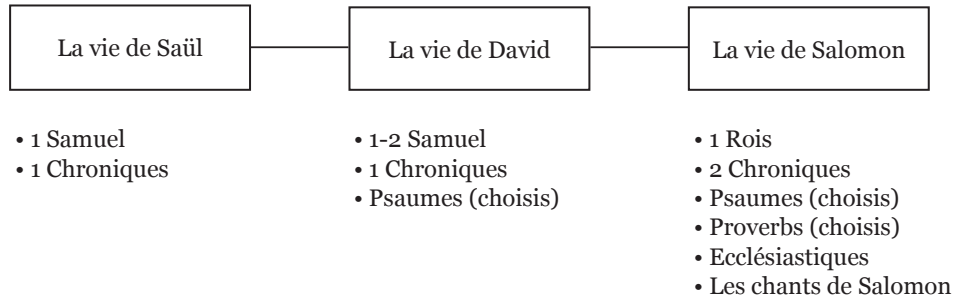 La vie de Saül
La vie de David
La vie de Salomon
• 1 Samuel
• 1 Chroniques
• 1-2 Samuel
• 1 Chroniques
• Psaumes (choisis)
• 1 Rois
• 2 Chroniques
• Psaumes (choisis)
• Proverbs (choisis)
• Ecclésiastiques
• Les chants de Salomon